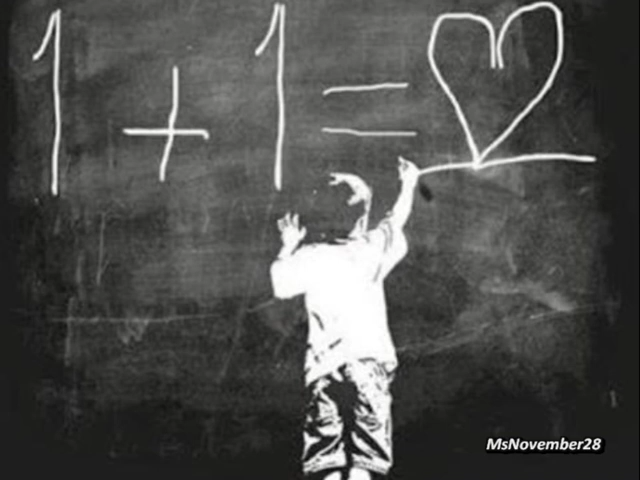 1 + 1 = ♡
MsNovember28